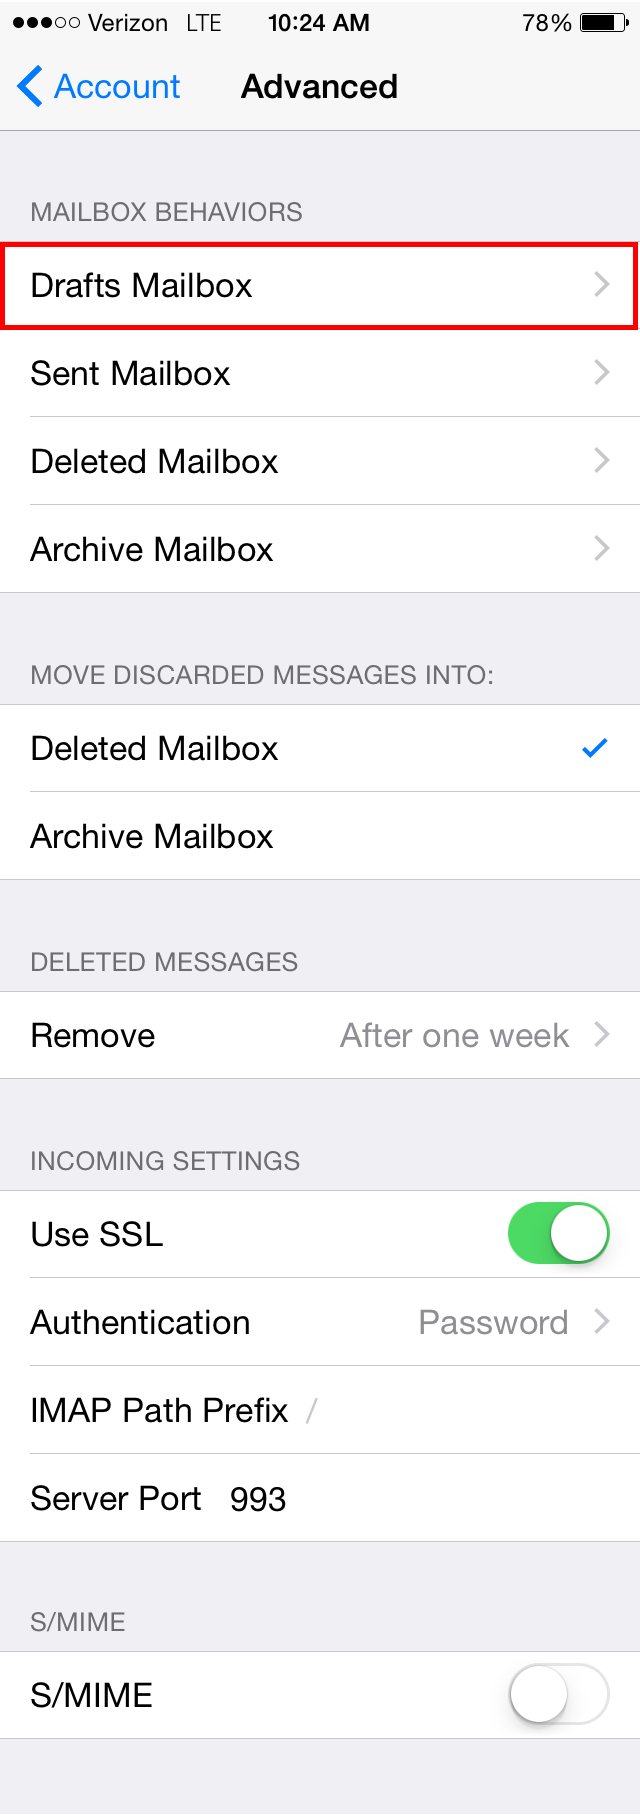 Verizon LTE 10:24 AM 78%
Account Advanced
MAILBOX BEHAVIORS
Drafts Mailbox
Sent Mailbox
Deleted Mailbox
Archive Mailbox
MOVE DISCARDED MESSAGES INTO:
Deleted Mailbox
Archive Mailbox
DELETED MESSAGES
Remove After one week
INCOMING SETTINGS
Use SSL
Authentication Password
IMAP Path Prefix /
Server Port 993
S/MIME
S/MIME